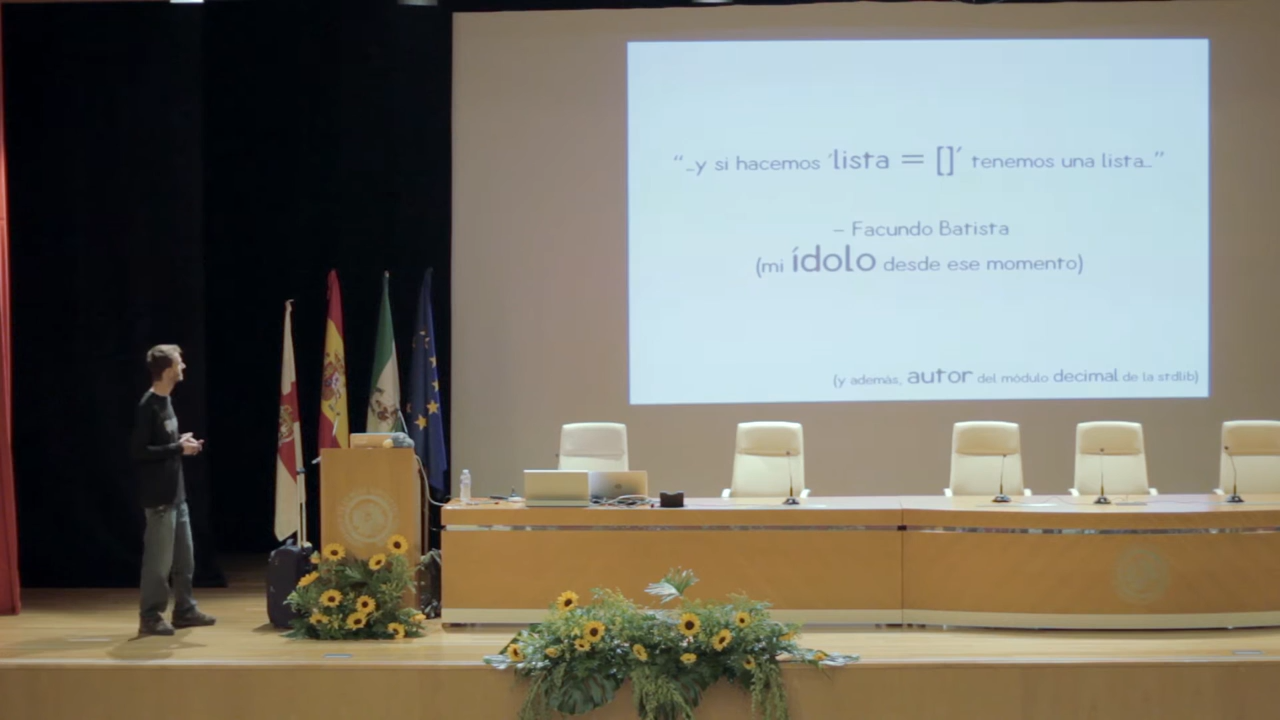 “...y si hacemos ‘lista = []’ tenemos una lista...”
– Facundo Batista
(mi ídolo desde ese momento)
(y además, autor del módulo decimal de la stdlib)